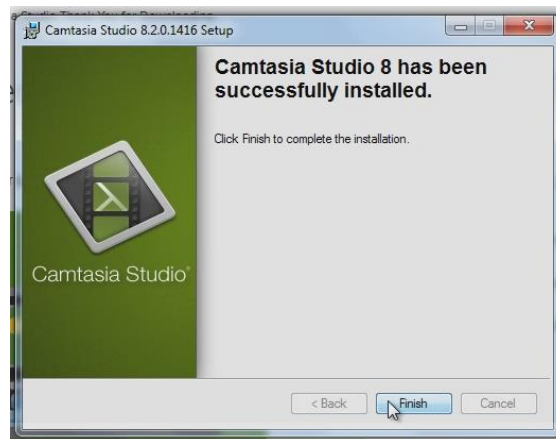 Camtasia Studio 8.2.0.1416 Setup
Camtasia Studio 8 has been
successfully installed.
Click Finish to complete the installation.
Camtasia Studio®
< Back
Finish
Cancel